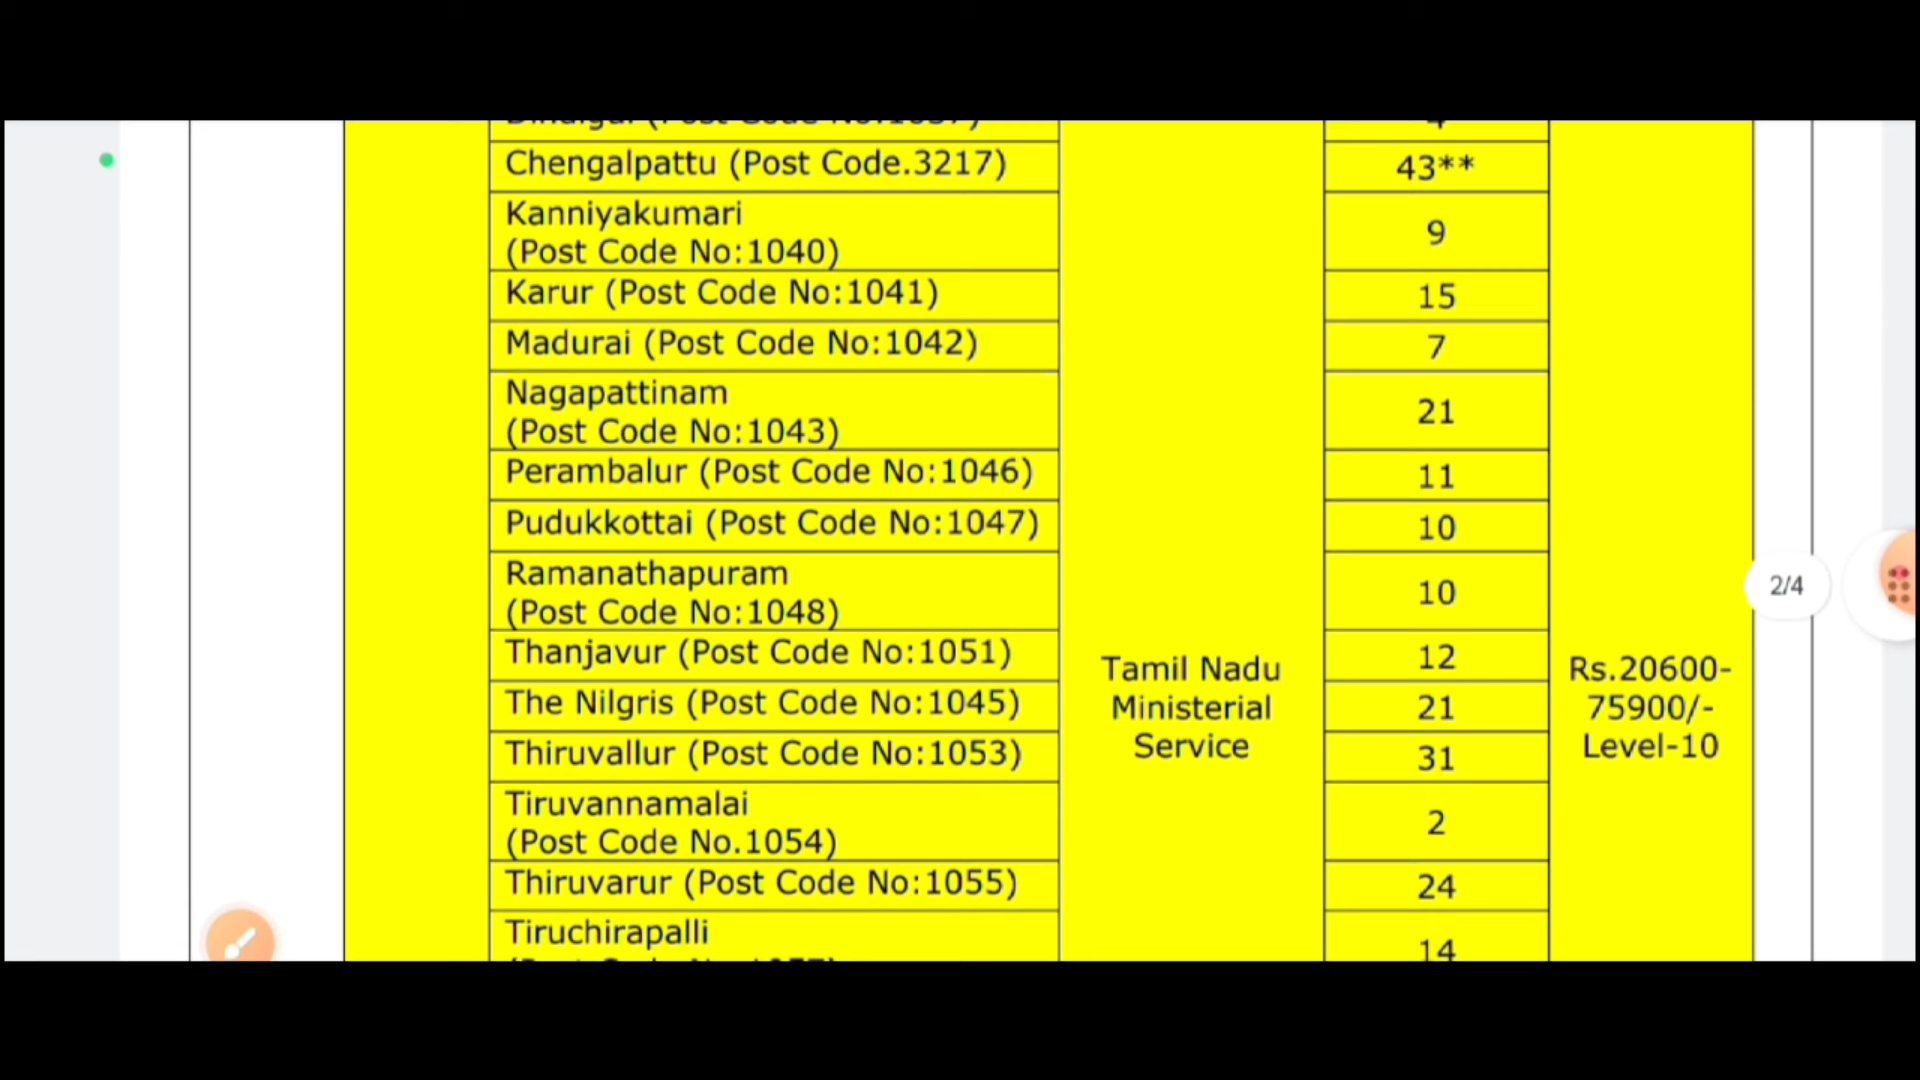 Chengalpattu (Post Code.3217) 43**
Kanniyakumari
(Post Code No:1040) 9
Karur (Post Code No:1041) 15
Madurai (Post Code No:1042) 7
Nagapattinam
(Post Code No:1043) 21
Perambalur (Post Code No:1046) 11
Pudukkottai (Post Code No:1047) 10
Ramanathapuram
(Post Code No:1048) 10
Thanjavur (Post Code No:1051) 12
The Nilgris (Post Code No:1045) 21
Thiruvallur (Post Code No:1053) 31
Tiruvannamalai
(Post Code No.1054) 2
Thiruvarur (Post Code No:1055) 24
Tiruchirapalli
14
Tamil Nadu
Ministerial
Service
Rs.20600-
75900/-
Level-10
2/4